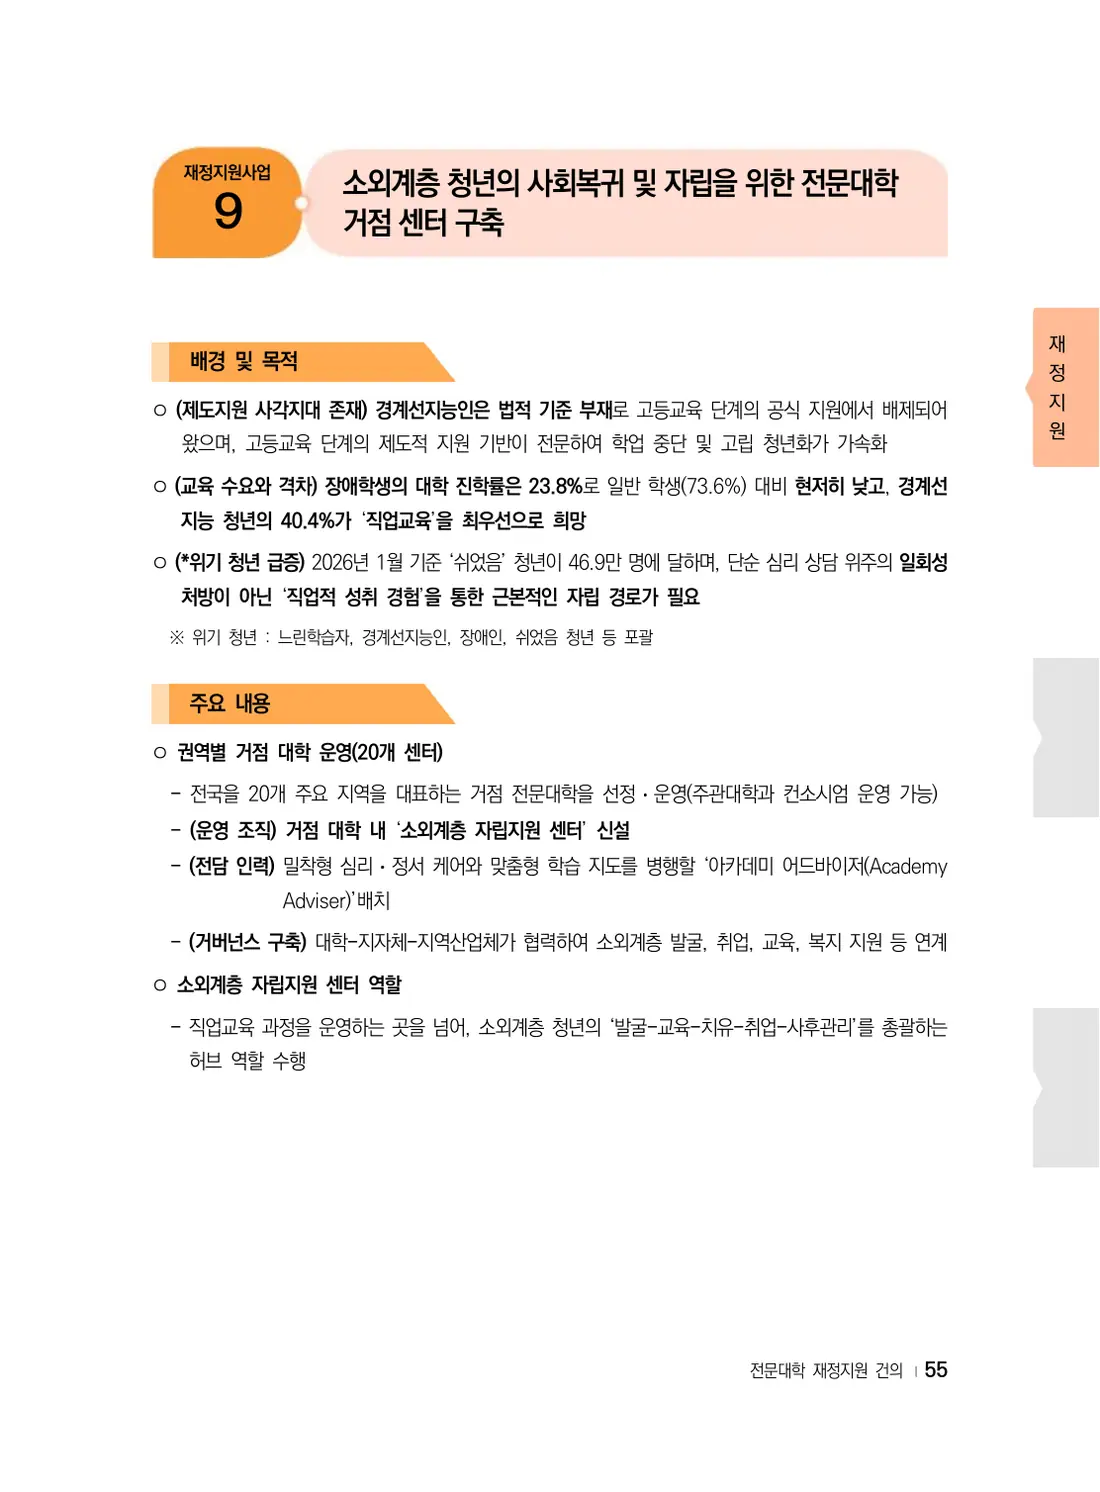 재정지원사업
9
소외계층 청년의 사회복귀 및 자립을 위한 전문대학
거점 센터 구축
재
정
지
원
배경 및 목적
○ (제도지원 사각지대 존재) 경계선지능인은 법적 기준 부재로 고등교육 단계의 공식 지원에서 배제되어
왔으며, 고등교육 단계의 제도적 지원 기반이 전문하여 학업 중단 및 고립 청년화가 가속화
○ (교육 수요와 격차) 장애학생의 대학 진학률은 23.8%로 일반 학생(73.6%) 대비 현저히 낮고, 경계선
지능 청년의 40.4%가 ‘직업교육’을 최우선으로 희망
○ (*위기 청년 급증) 2026년 1월 기준 ‘쉬었음’ 청년이 46.9만 명에 달하며, 단순 심리 상담 위주의 일회성
처방이 아닌 ‘직업적 성취 경험’을 통한 근본적인 자립 경로가 필요
※ 위기 청년 : 느린학습자, 경계선지능인, 장애인, 쉬었음 청년 등 포괄
주요 내용
○ 권역별 거점 대학 운영(20개 센터)
- 전국을 20개 주요 지역을 대표하는 거점 전문대학을 선정·운영(주관대학과 컨소시엄 운영 가능)
- (운영 조직) 거점 대학 내 ‘소외계층 자립지원 센터’ 신설
- (전담 인력) 밀착형 심리·정서 케어와 맞춤형 학습 지도를 병행할 ‘아카데미 어드바이저(Academy
Adviser)’배치
- (거버넌스 구축) 대학-지자체-지역산업체가 협력하여 소외계층 발굴, 취업, 교육, 복지 지원 등 연계
○ 소외계층 자립지원 센터 역할
- 직업교육 과정을 운영하는 곳을 넘어, 소외계층 청년의 ‘발굴-교육-치유-취업-사후관리’를 총괄하는
허브 역할 수행
전문대학 재정지원 건의 | 55